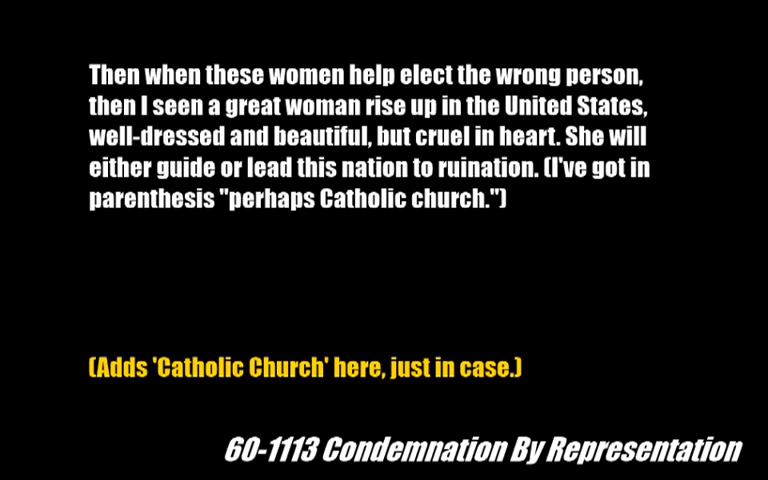 Then when these women help elect the wrong person,
then I seen a great woman rise up in the United States,
well-dressed and beautiful, but cruel in heart. She will
either guide or lead this nation to ruination. (I've got in
parenthesis "perhaps Catholic church.")
(Adds 'Catholic Church' here, just in case.)
60-1113 Condemnation By Representation